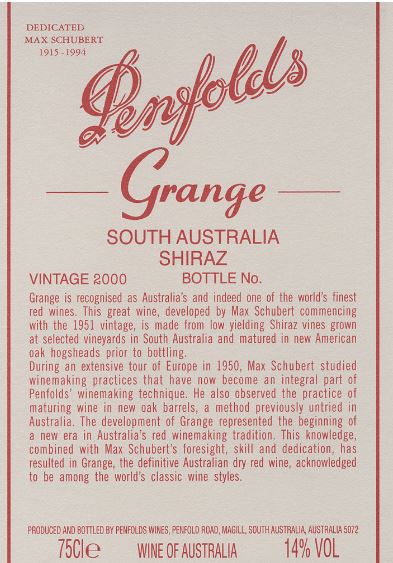 DEDICATED
MAX SCHUBERT
1915-1994
Penfolds
Grange
SOUTH AUSTRALIA
SHIRAZ
VINTAGE 2000 BOTTLE No.
Grange is recognised as Australia's and indeed one of the world's finest
red wines. This great wine, developed by Max Schubert commencing
with the 1951 vintage, is made from low yielding Shiraz vines grown
at selected vineyards in South Australia and matured in new American
oak hogsheads prior to bottling.
During an extensive tour of Europe in 1950, Max Schubert studied
winemaking practices that have now become an integral part of
Penfolds' winemaking technique. He also observed the practice of
maturing wine in new oak barrels, a method previously untried in
Australia. The development of Grange represented the beginning of
a new era in Australia's red winemaking tradition. This knowledge,
combined with Max Schubert's foresight, skill and dedication, has
resulted in Grange, the definitive Australian dry red wine, acknowledged
to be among the world's classic wine styles.
PRODUCED AND BOTTLED BY PENFOLDS WINES, PENFOLD ROAD, MAGILL, SOUTH AUSTRALIA, AUSTRALIA 5072
75Cl e WINE OF AUSTRALIA 14% VOL